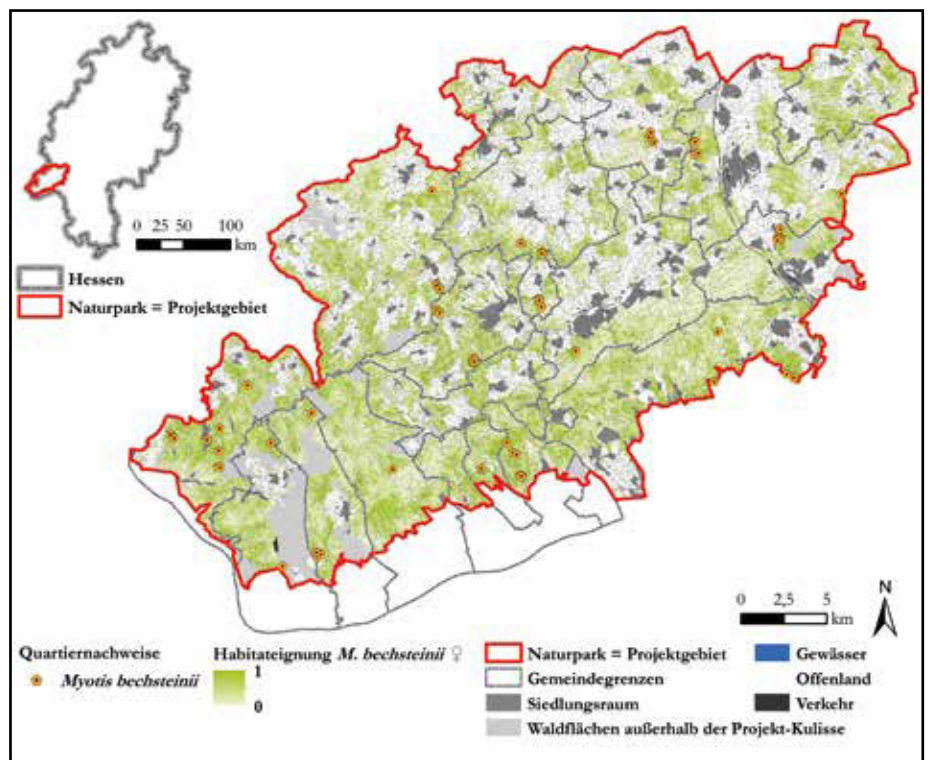 0 25 50 100
km
Hessen
Naturpark = Projektgebiet
N
0 2,5 5
km
Quartiernachweise
Myotis bechsteinii
Habitateignung M. bechsteinii ♀
1
0
Naturpark = Projektgebiet
Gemeindegrenzen
Siedlungsraum
Waldflächen außerhalb der Projekt-Kulisse
Gewässer
Offenland
Verkehr